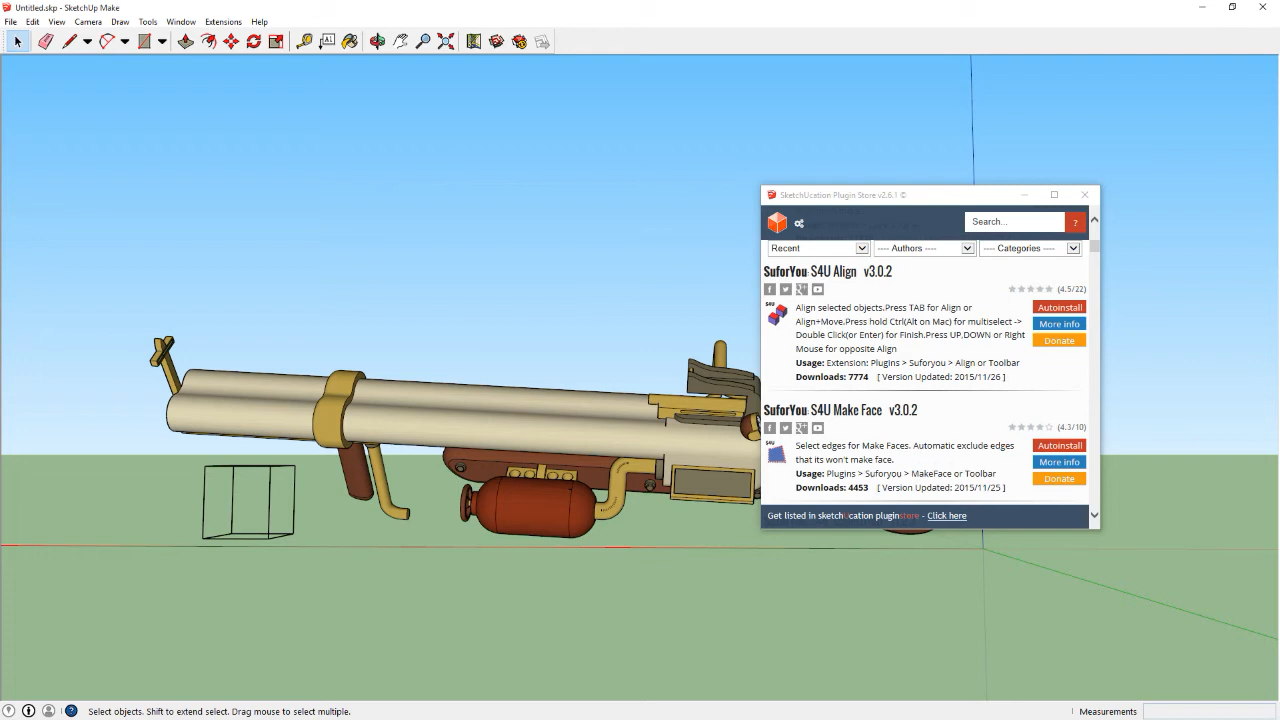 Untitled.skp - SketchUp Make
File Edit View Camera Draw Tools Window Extensions Help
SketchUcation Plugin Store v2.6.1 ©
Search... ?
Recent ---- Authors ---- ---- Categories ----
SuforYou: S4U Align v3.0.2
(4.5/22)
Align selected objects.Press TAB for Align or
Align+Move.Press hold Ctrl(Alt on Mac) for multiselect ->
Double Click(or Enter) for Finish.Press UP,DOWN or Right
Mouse for opposite Align
Usage: Extension: Plugins > Suforyou > Align or Toolbar
Downloads: 7774 [ Version Updated: 2015/11/26 ]
Autoinstall
More info
Donate
SuforYou: S4U Make Face v3.0.2
(4.3/10)
Select edges for Make Faces. Automatic exclude edges
that its won't make face.
Usage: Plugins > Suforyou > MakeFace or Toolbar
Downloads: 4453 [ Version Updated: 2015/11/25 ]
Autoinstall
More info
Donate
Get listed in sketchUcation pluginstore - Click here
Select objects. Shift to extend select. Drag mouse to select multiple.
Measurements